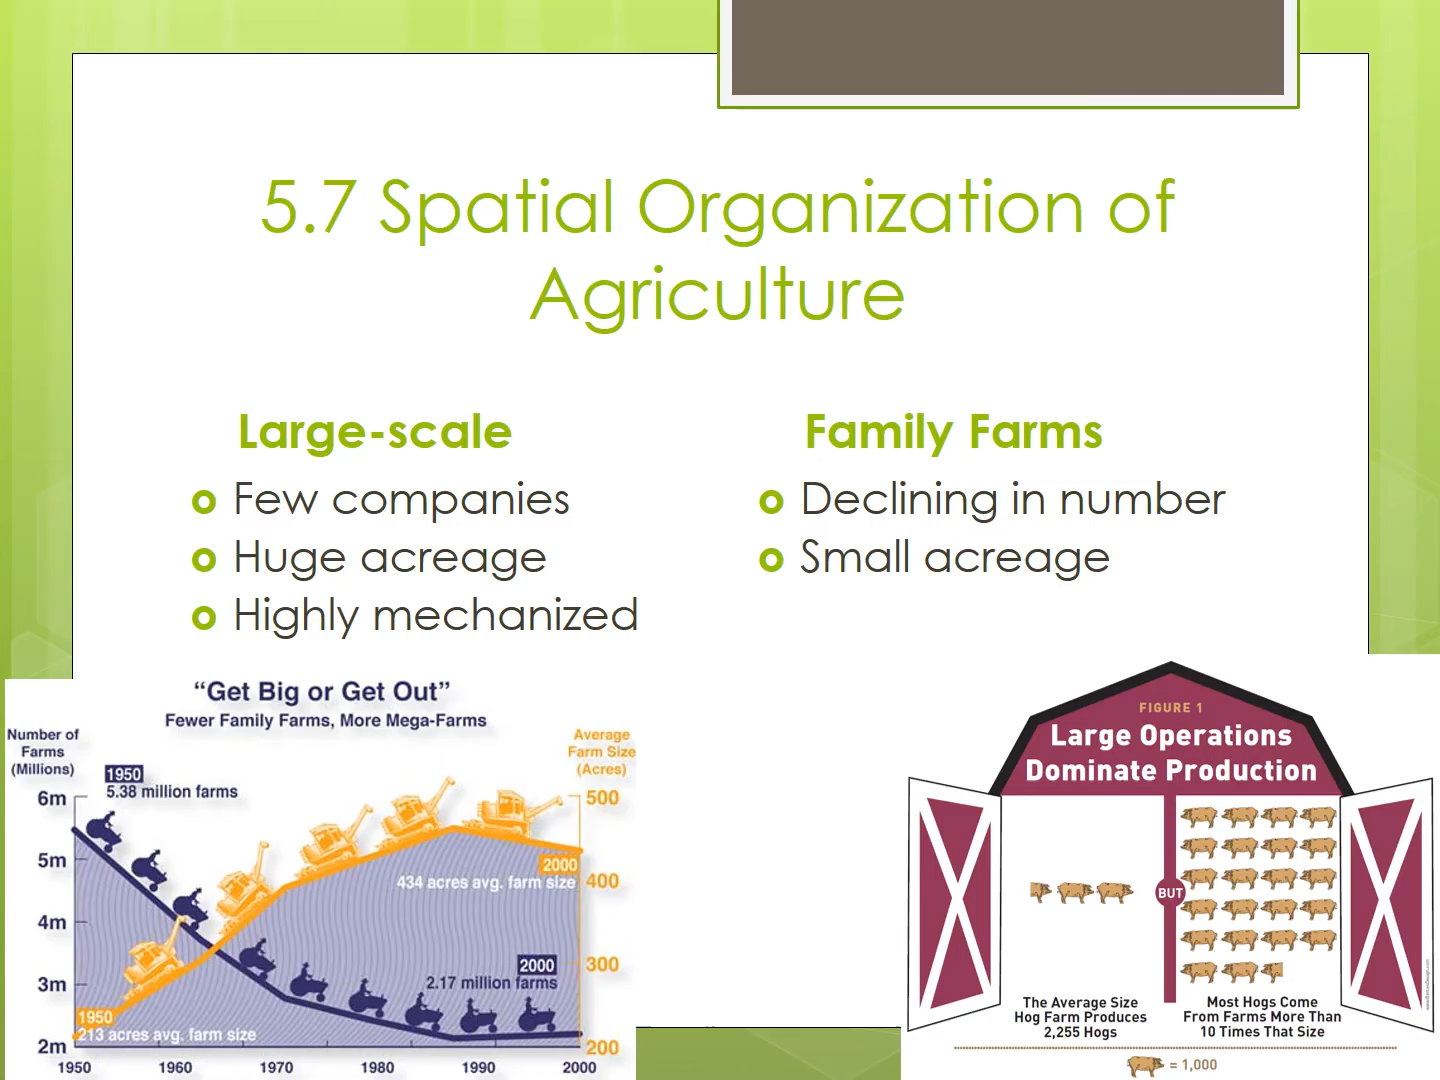 5.7 Spatial Organization of
Agriculture
Large-scale
Few companies
Huge acreage
Highly mechanized
Family Farms
Declining in number
Small acreage
“Get Big or Get Out”
Fewer Family Farms, More Mega-Farms
Number of
Farms
(Millions)
Average
Farm Size
(Acres)
1950
5.38 million farms
6m
5m
4m
3m
2m
500
400
300
200
2000
434 acres avg. farm size
2000
2.17 million farms
1950
213 acres avg. farm size
1950 1960 1970 1980 1990 2000
FIGURE 1
Large Operations
Dominate Production
BUT
The Average Size
Hog Farm Produces
2,255 Hogs
Most Hogs Come
From Farms More Than
10 Times That Size
= 1,000